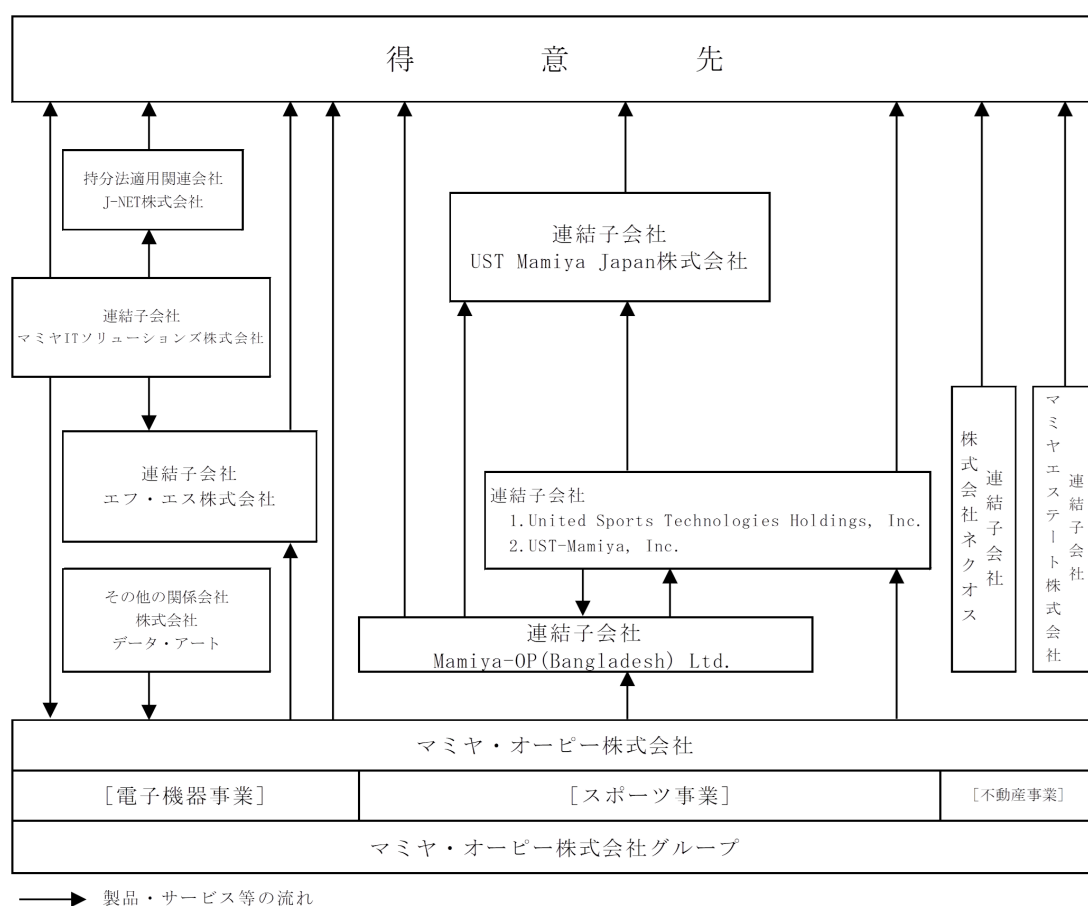 得意先
持分法適用関連会社
J-NET株式会社
連結子会社
マミヤITソリューションズ株式会社
連結子会社
エフ・エス株式会社
その他の関係会社
株式会社
データ・アート
連結子会社
UST Mamiya Japan株式会社
連結子会社
1.United Sports Technologies Holdings, Inc.
2.UST-Mamiya, Inc.
連結子会社
Mamiya-OP(Bangladesh) Ltd.
連結子会社
株式会社ネクオス
連結子会社
マミヤエステート株式会社
マミヤ・オーピー株式会社
[電子機器事業]
[スポーツ事業]
[不動産事業]
マミヤ・オーピー株式会社グループ
製品・サービス等の流れ